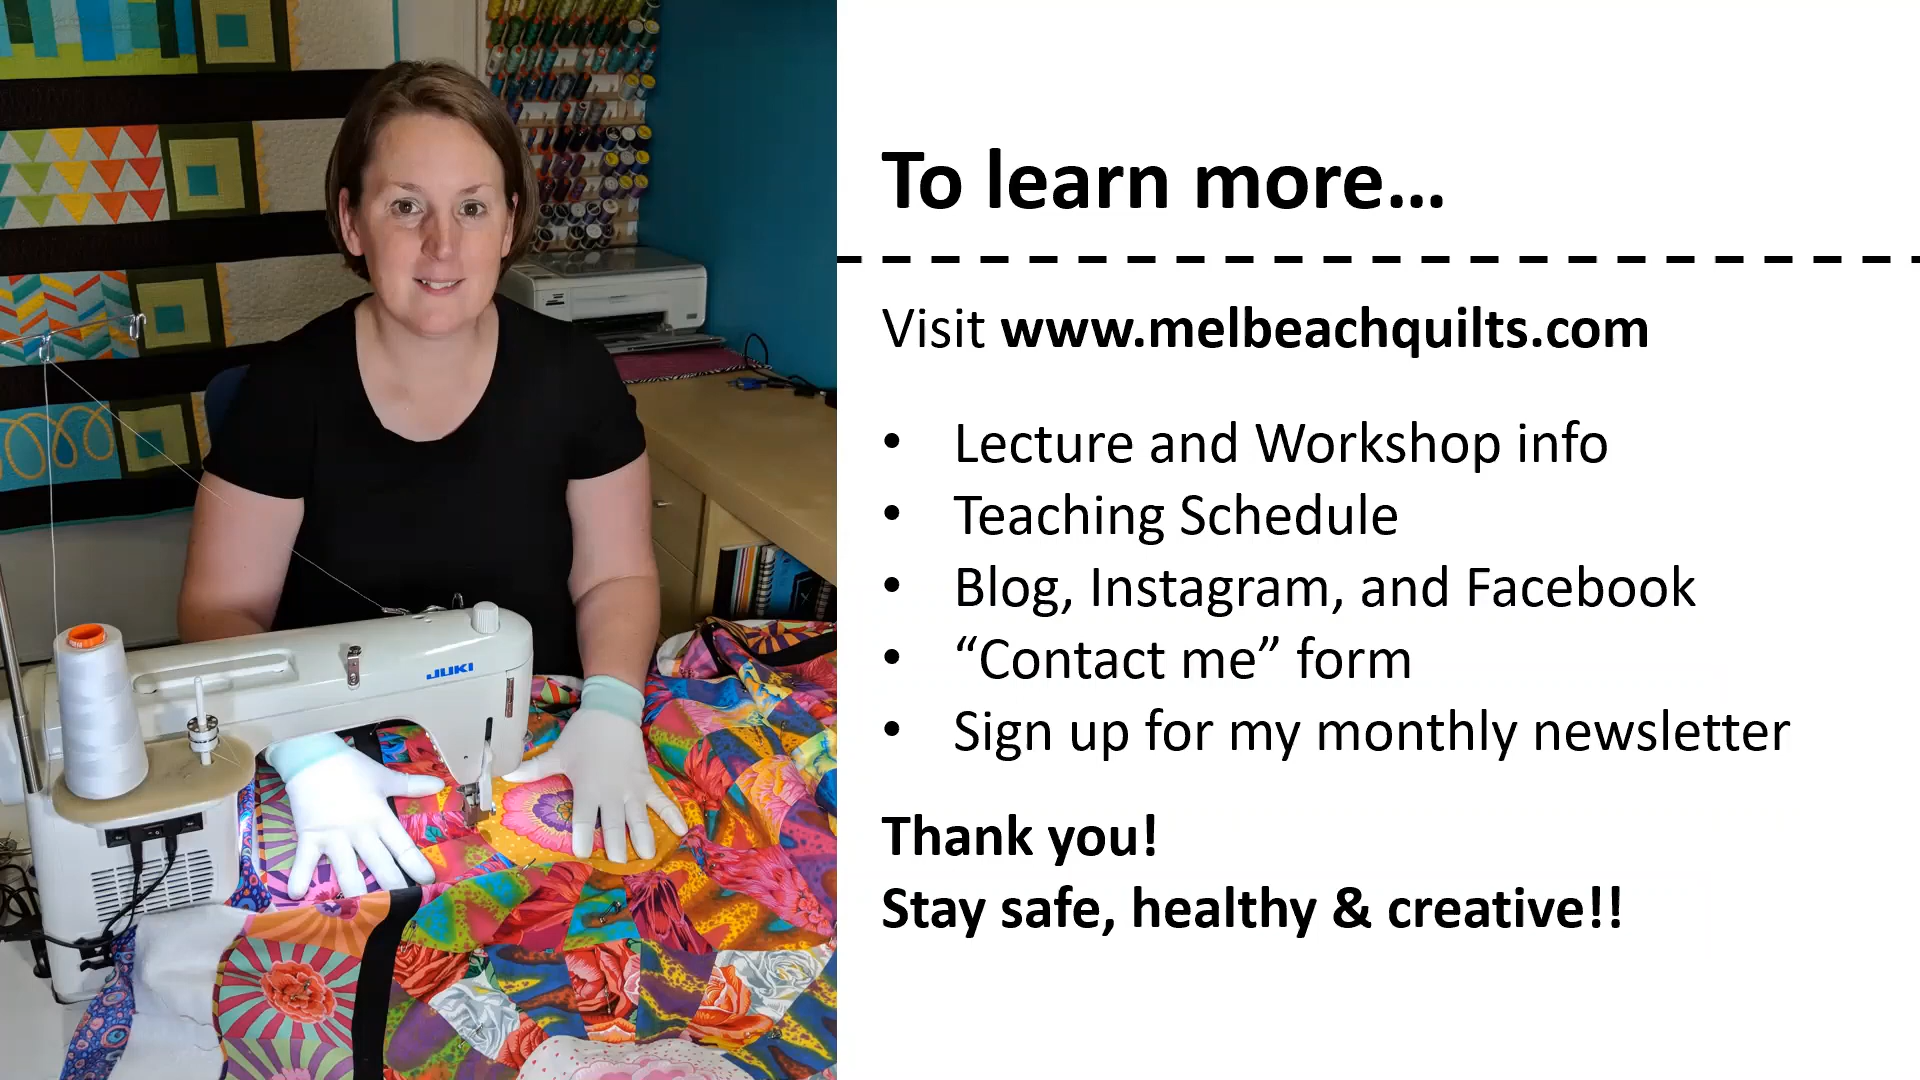 To learn more...
Visit www.melbeachquilts.com
• Lecture and Workshop info
• Teaching Schedule
• Blog, Instagram, and Facebook
• “Contact me” form
• Sign up for my monthly newsletter
Thank you!
Stay safe, healthy & creative!!
JUKI